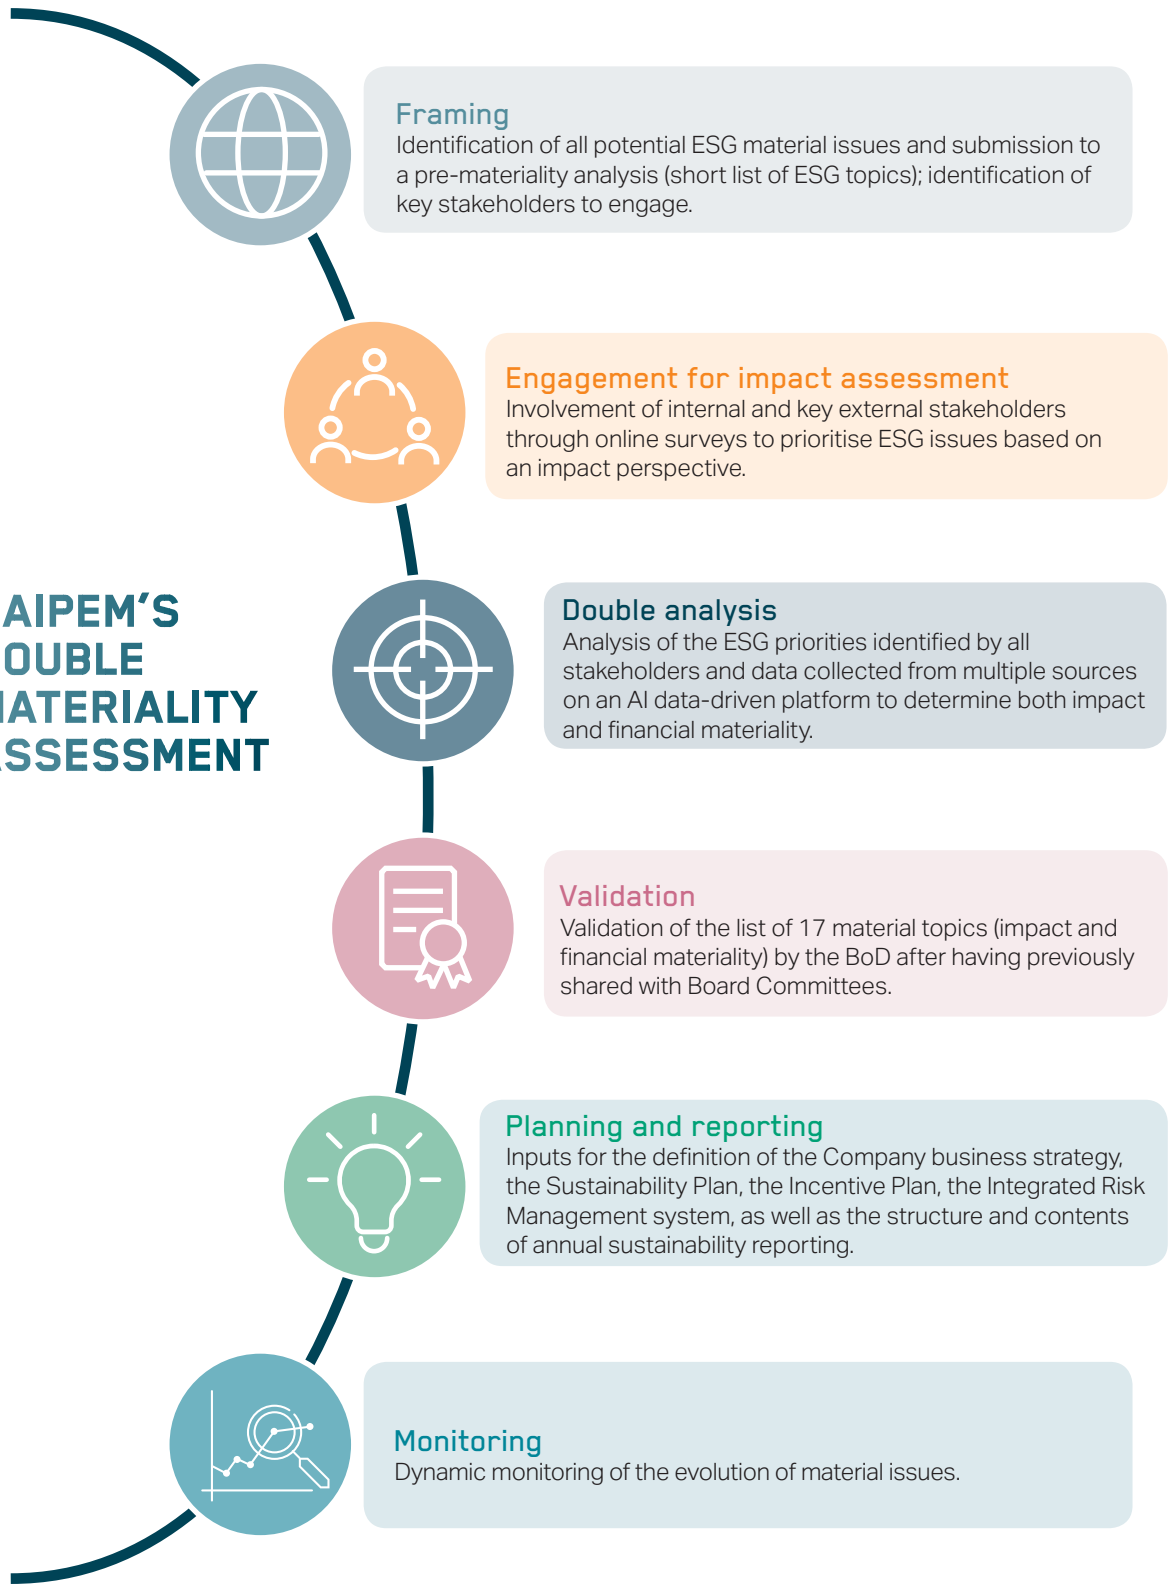 Framing
Identification of all potential ESG material issues and submission to
a pre-materiality analysis (short list of ESG topics); identification of
key stakeholders to engage.
Engagement for impact assessment
Involvement of internal and key external stakeholders
through online surveys to prioritise ESG issues based on
an impact perspective.
AIPEM’S
OUBLE
MATERIALITY
ASSESSMENT
Double analysis
Analysis of the ESG priorities identified by all
stakeholders and data collected from multiple sources
on an AI data-driven platform to determine both impact
and financial materiality.
Validation
Validation of the list of 17 material topics (impact and
financial materiality) by the BoD after having previously
shared with Board Committees.
Planning and reporting
Inputs for the definition of the Company business strategy,
the Sustainability Plan, the Incentive Plan, the Integrated Risk
Management system, as well as the structure and contents
of annual sustainability reporting.
Monitoring
Dynamic monitoring of the evolution of material issues.